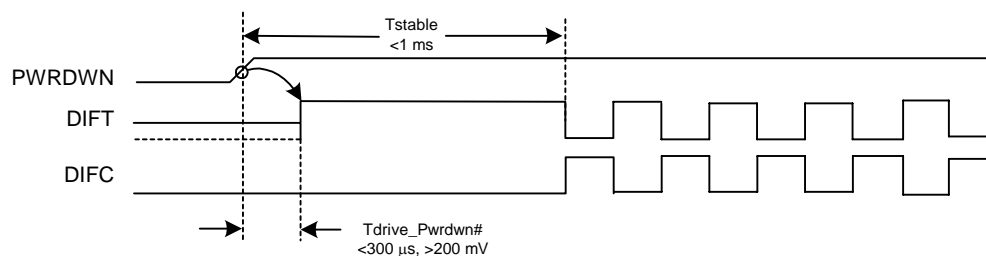 Tstable
<1 ms
PWRDWN
DIFT
DIFC
Tdrive_Pwrdwn#
<300 μs, >200 mV